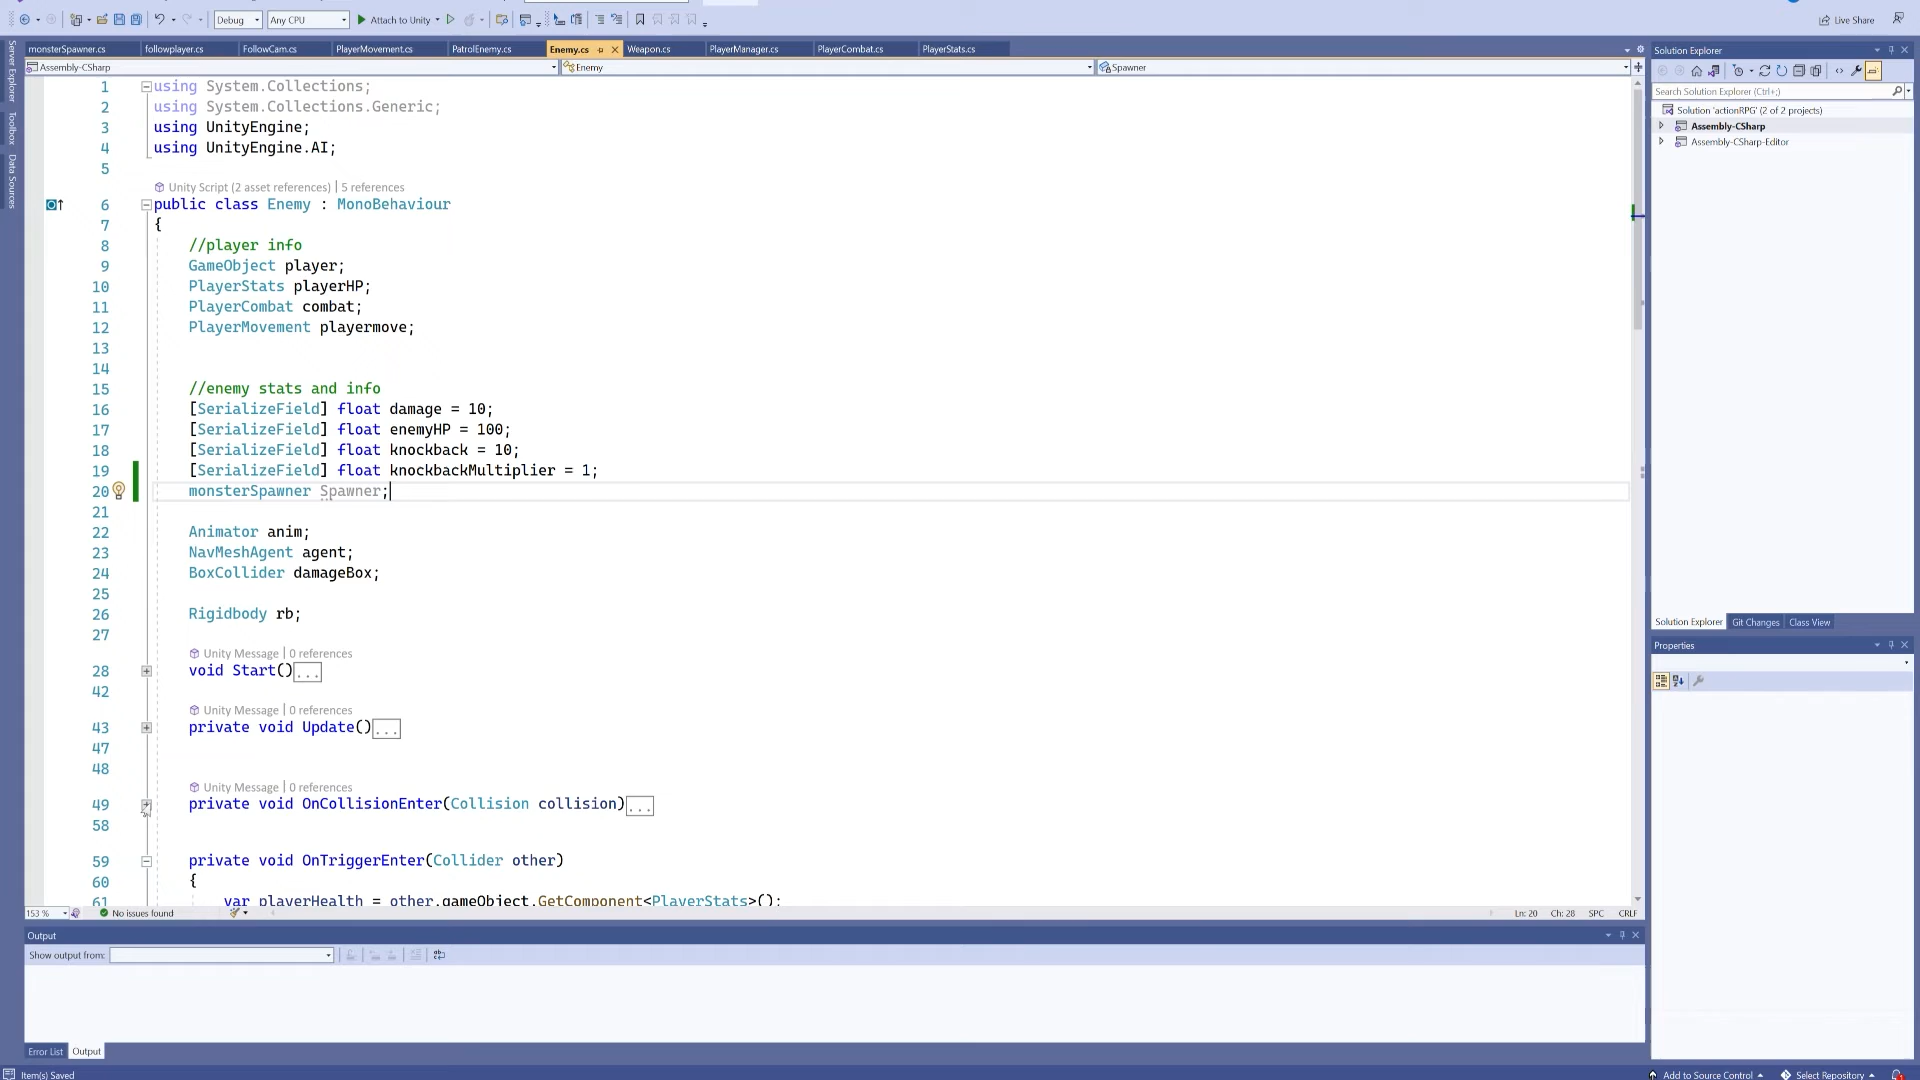 Debug
Any CPU
Attach to Unity
Live Share
monsterSpawner.cs
followplayer.cs
FollowCam.cs
PlayerMovement.cs
PatrolEnemy.cs
Enemy.cs
Weapon.cs
PlayerManager.cs
PlayerCombat.cs
PlayerStats.cs
Assembly-CSharp
Enemy
Spawner
Server Explorer
Toolbox
Data Sources
1 using System.Collections;
2 using System.Collections.Generic;
3 using UnityEngine;
4 using UnityEngine.AI;
5
Unity Script (2 asset references) | 5 references
6 public class Enemy : MonoBehaviour
7 {
8 //player info
9 GameObject player;
10 PlayerStats playerHP;
11 PlayerCombat combat;
12 PlayerMovement playermove;
13
14
15 //enemy stats and info
16 [SerializeField] float damage = 10;
17 [SerializeField] float enemyHP = 100;
18 [SerializeField] float knockback = 10;
19 [SerializeField] float knockbackMultiplier = 1;
20 monsterSpawner Spawner;
21
22 Animator anim;
23 NavMeshAgent agent;
24 BoxCollider damageBox;
25
26 Rigidbody rb;
27
Unity Message | 0 references
28 void Start()...
42
Unity Message | 0 references
43 private void Update()...
47
48
Unity Message | 0 references
49 private void OnCollisionEnter(Collision collision)...
58
59 private void OnTriggerEnter(Collider other)
60 {
61 var playerHealth = other.gameObject.GetComponent<PlayerStats>();
153 %
No issues found
Ln: 20
Ch: 28
SPC
CRLF
Output
Show output from:
Error List
Output
Item(s) Saved
Solution Explorer
Search Solution Explorer (Ctrl+;)
Solution 'actionRPG' (2 of 2 projects)
Assembly-CSharp
Assembly-CSharp-Editor
Solution Explorer
Git Changes
Class View
Properties
Add to Source Control
Select Repository